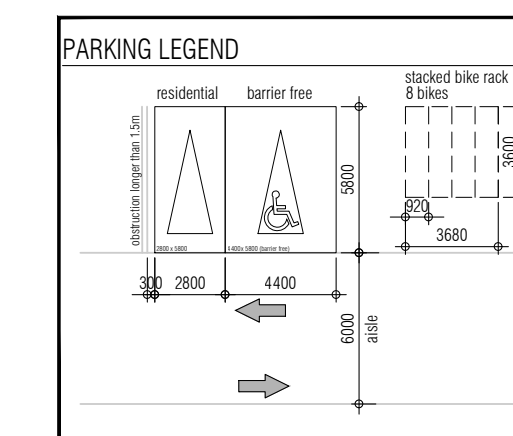 PARKING LEGEND
residential
barrier free
stacked bike rack
8 bikes
obstruction longer than 1.5m
5800
3600
920
3680
2800 x 5800
4400x 5800 (barrier free)
300
2800
4400
6000
aisle